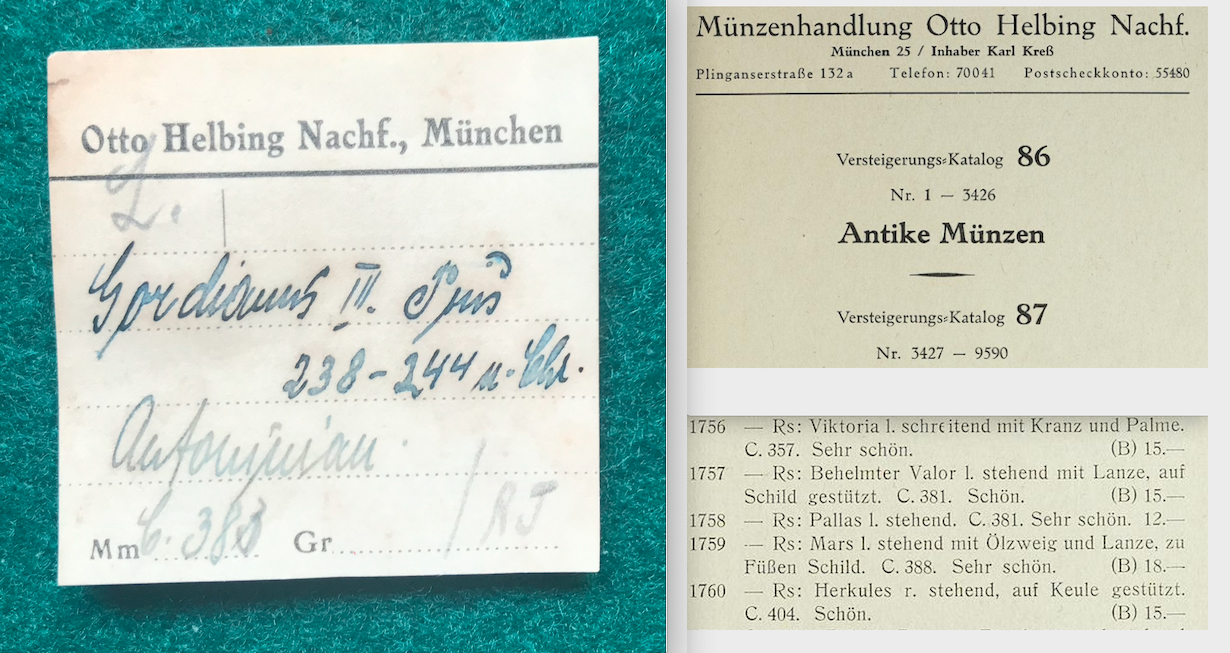 Otto Helbing Nachf., München
Gordianus III. Pius
238-244 n. Chr.
Antoninian.
Mm C. 383 Gr
Münzenhandlung Otto Helbing Nachf.
München 25 / Inhaber Karl Kreß
Plinganserstraße 132 a Telefon: 70041 Postscheckkonto: 55480
Versteigerungs-Katalog 86
Nr. 1 — 3426
Antike Münzen
Versteigerungs-Katalog 87
Nr. 3427 — 9590
1756 — Rs: Viktoria l. schreitend mit Kranz und Palme.
C. 357. Sehr schön. (B) 15.—
1757 — Rs: Behelmter Valor l. stehend mit Lanze, auf
Schild gestützt. C. 381. Schön. (B) 15.—
1758 — Rs: Pallas l. stehend. C. 381. Sehr schön. 12.—
1759 — Rs: Mars l. stehend mit Ölzweig und Lanze, zu
Füßen Schild. C. 388. Sehr schön. (B) 18.—
1760 — Rs: Herkules r. stehend, auf Keule gestützt.
C. 404. Schön. (B) 15.—